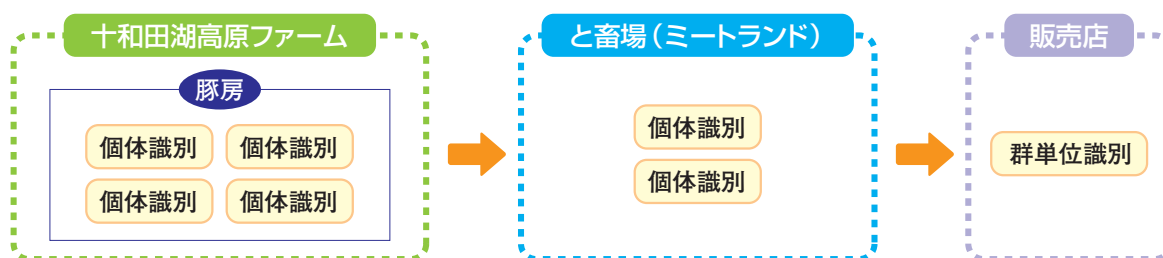 十和田湖高原ファーム
豚房
個体識別
個体識別
個体識別
個体識別
と畜場（ミートランド）
個体識別
個体識別
販売店
群単位識別